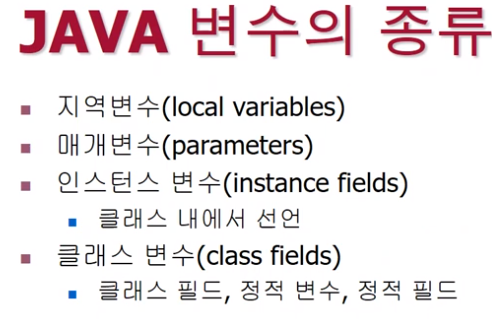 JAVA 변수의 종류
지역변수(local variables)
매개변수(parameters)
인스턴스 변수(instance fields)
클래스 내에서 선언
클래스 변수(class fields)
클래스 필드, 정적 변수, 정적 필드